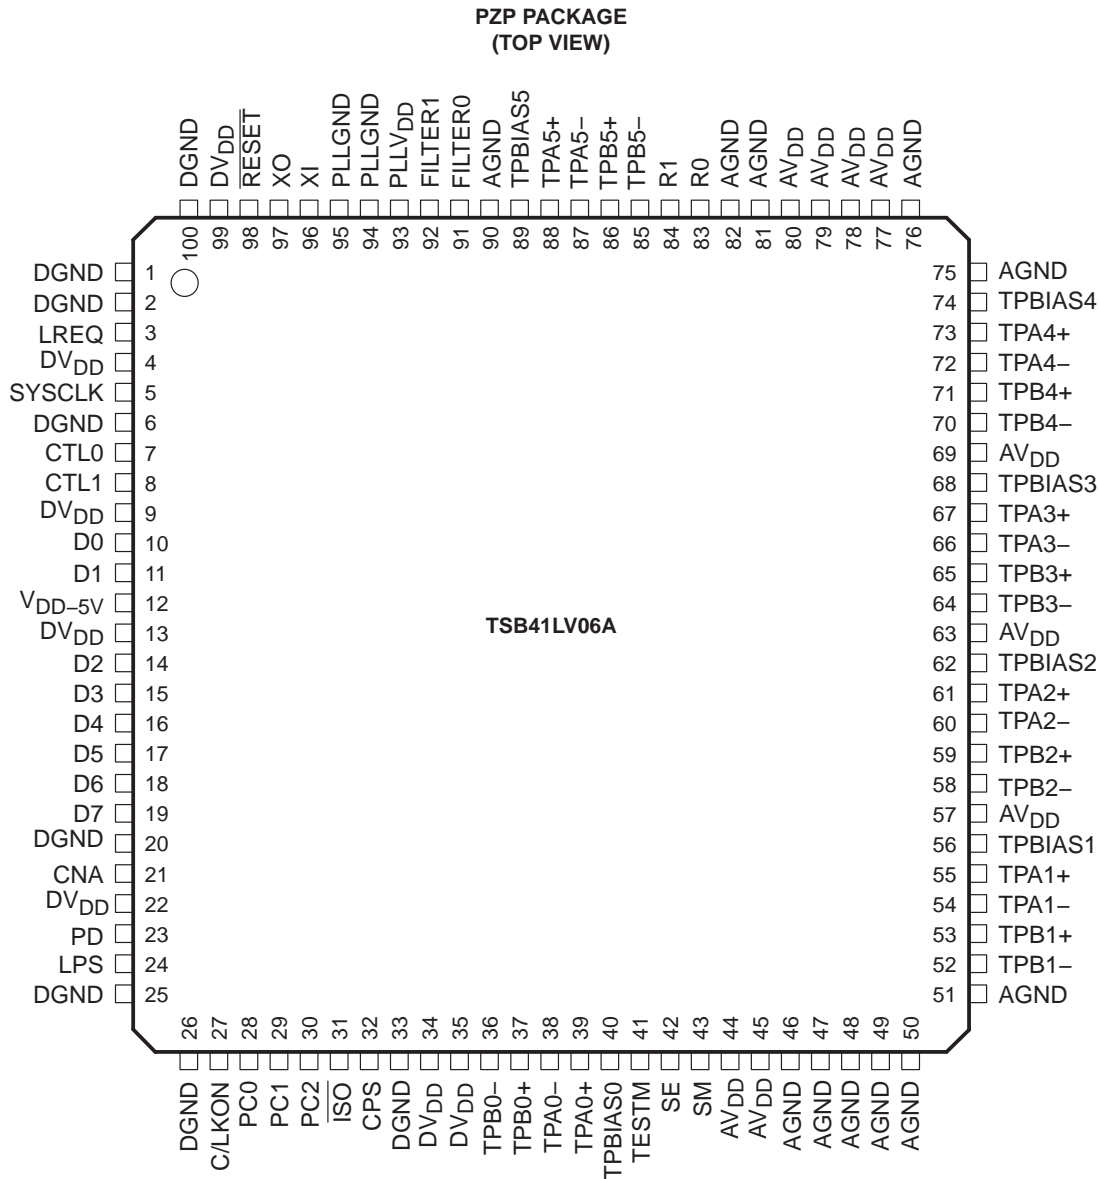 PZP PACKAGE
(TOP VIEW)
DGND DVDD RESET XO XI PLLGND PLLGND PLLVDD FILTER1 FILTER0 AGND TPBIAS5 TPA5+ TPA5− TPB5+ TPB5− R1 R0 AGND AGND AVDD AVDD AVDD AVDD AGND
100 99 98 97 96 95 94 93 92 91 90 89 88 87 86 85 84 83 82 81 80 79 78 77 76
DGND 1 75 AGND
DGND 2 74 TPBIAS4
LREQ 3 73 TPA4+
DVDD 4 72 TPA4−
SYSCLK 5 71 TPB4+
DGND 6 70 TPB4−
CTL0 7 69 AVDD
CTL1 8 68 TPBIAS3
DVDD 9 67 TPA3+
D0 10 66 TPA3−
D1 11 65 TPB3+
VDD−5V 12 64 TPB3−
DVDD 13 TSB41LV06A 63 AVDD
D2 14 62 TPBIAS2
D3 15 61 TPA2+
D4 16 60 TPA2−
D5 17 59 TPB2+
D6 18 58 TPB2−
D7 19 57 AVDD
DGND 20 56 TPBIAS1
CNA 21 55 TPA1+
DVDD 22 54 TPA1−
PD 23 53 TPB1+
LPS 24 52 TPB1−
DGND 25 51 AGND
26 27 28 29 30 31 32 33 34 35 36 37 38 39 40 41 42 43 44 45 46 47 48 49 50
DGND C/LKON PC0 PC1 PC2 ISO CPS DGND DVDD DVDD TPB0− TPB0+ TPA0− TPA0+ TPBIAS0 TESTM SE SM AVDD AVDD AGND AGND AGND AGND AGND